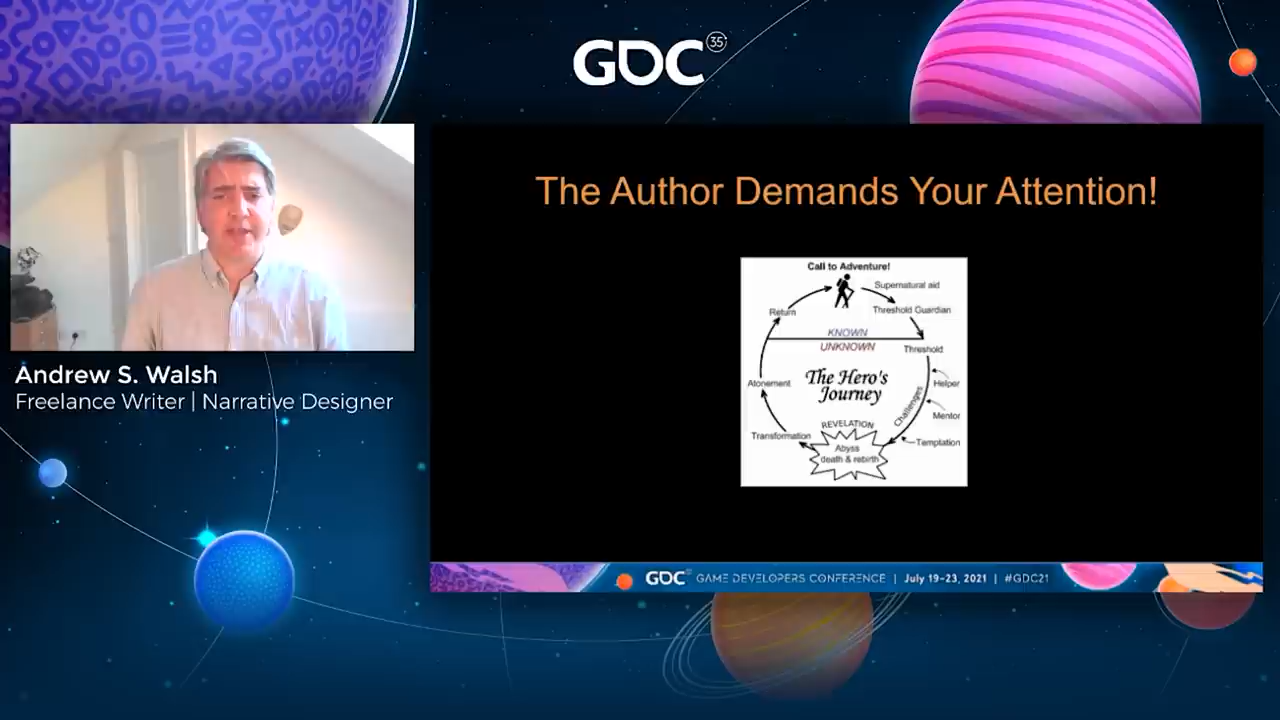 GDC 35
Andrew S. Walsh
Freelance Writer | Narrative Designer
The Author Demands Your Attention!
Call to Adventure!
Supernatural aid
Threshold Guardian
Return
KNOWN
UNKNOWN
Threshold
The Hero's
Journey
Atonement
Helper
Challenges
Mentor
REVELATION
Transformation
Temptation
Abyss
death & rebirth
GDC GAME DEVELOPERS CONFERENCE | July 19-23, 2021 | #GDC21